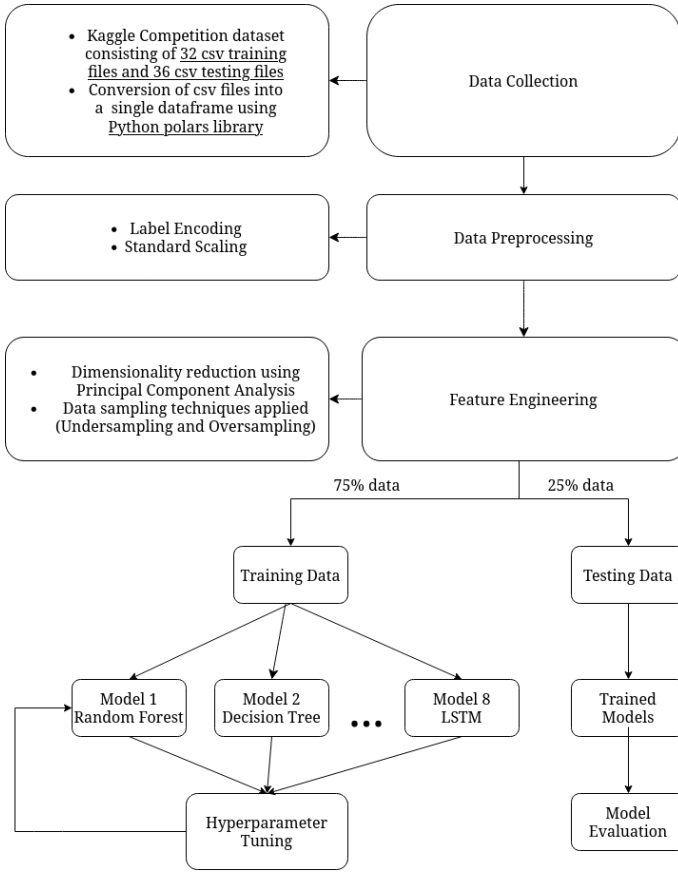 • Kaggle Competition dataset
consisting of 32 csv training
files and 36 csv testing files
• Conversion of csv files into
a single dataframe using
Python polars library
Data Collection
• Label Encoding
• Standard Scaling
Data Preprocessing
• Dimensionality reduction using
Principal Component Analysis
• Data sampling techniques applied
(Undersampling and Oversampling)
Feature Engineering
75% data
25% data
Training Data
Testing Data
Model 1
Random Forest
Model 2
Decision Tree
...
Model 8
LSTM
Trained
Models
Hyperparameter
Tuning
Model
Evaluation